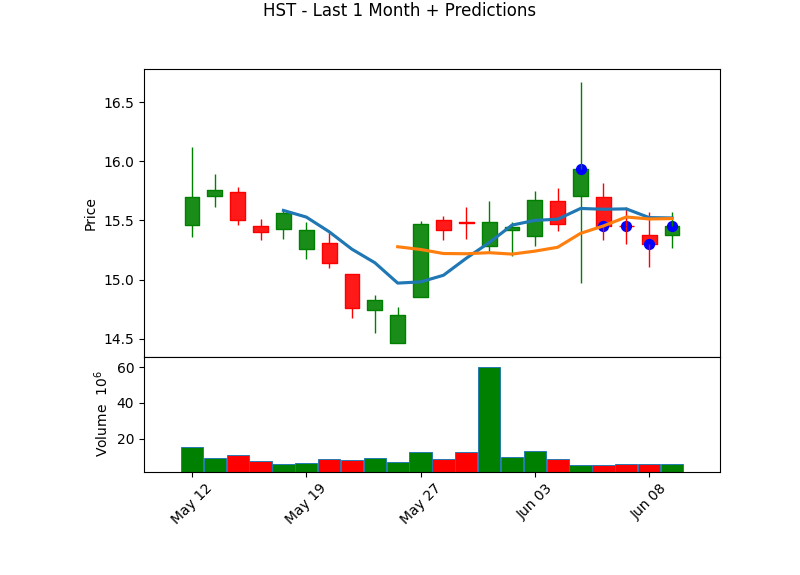 HST - Last 1 Month + Predictions
16.5
16.0
15.5
15.0
14.5
Price
60
40
20
Volume 10^6
May 12
May 19
May 27
Jun 03
Jun 08